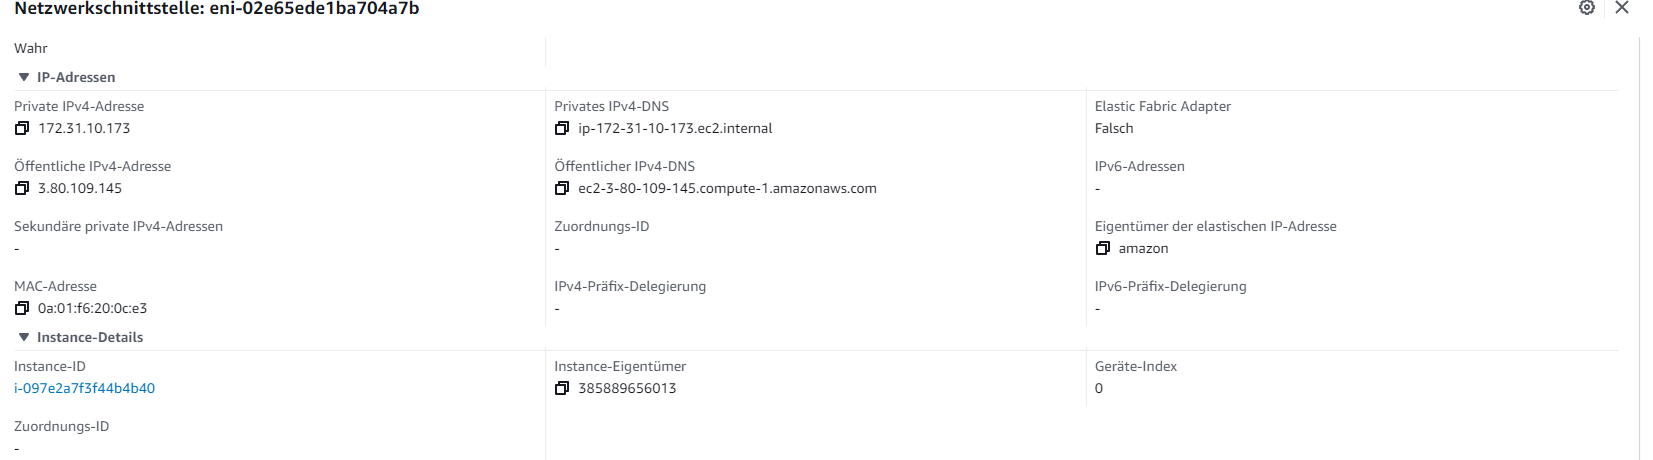 Netzwerkschnittstelle: eni-02e65ede1ba704a7b
Wahr
IP-Adressen
Private IPv4-Adresse
172.31.10.173
Privates IPv4-DNS
ip-172-31-10-173.ec2.internal
Elastic Fabric Adapter
Falsch
Öffentliche IPv4-Adresse
3.80.109.145
Öffentlicher IPv4-DNS
ec2-3-80-109-145.compute-1.amazonaws.com
IPv6-Adressen
-
Sekundäre private IPv4-Adressen
-
Zuordnungs-ID
-
Eigentümer der elastischen IP-Adresse
amazon
MAC-Adresse
0a:01:f6:20:0c:e3
IPv4-Präfix-Delegierung
-
IPv6-Präfix-Delegierung
-
Instance-Details
Instance-ID
i-097e2a7f3f44b4b40
Instance-Eigentümer
385889656013
Geräte-Index
0
Zuordnungs-ID
-